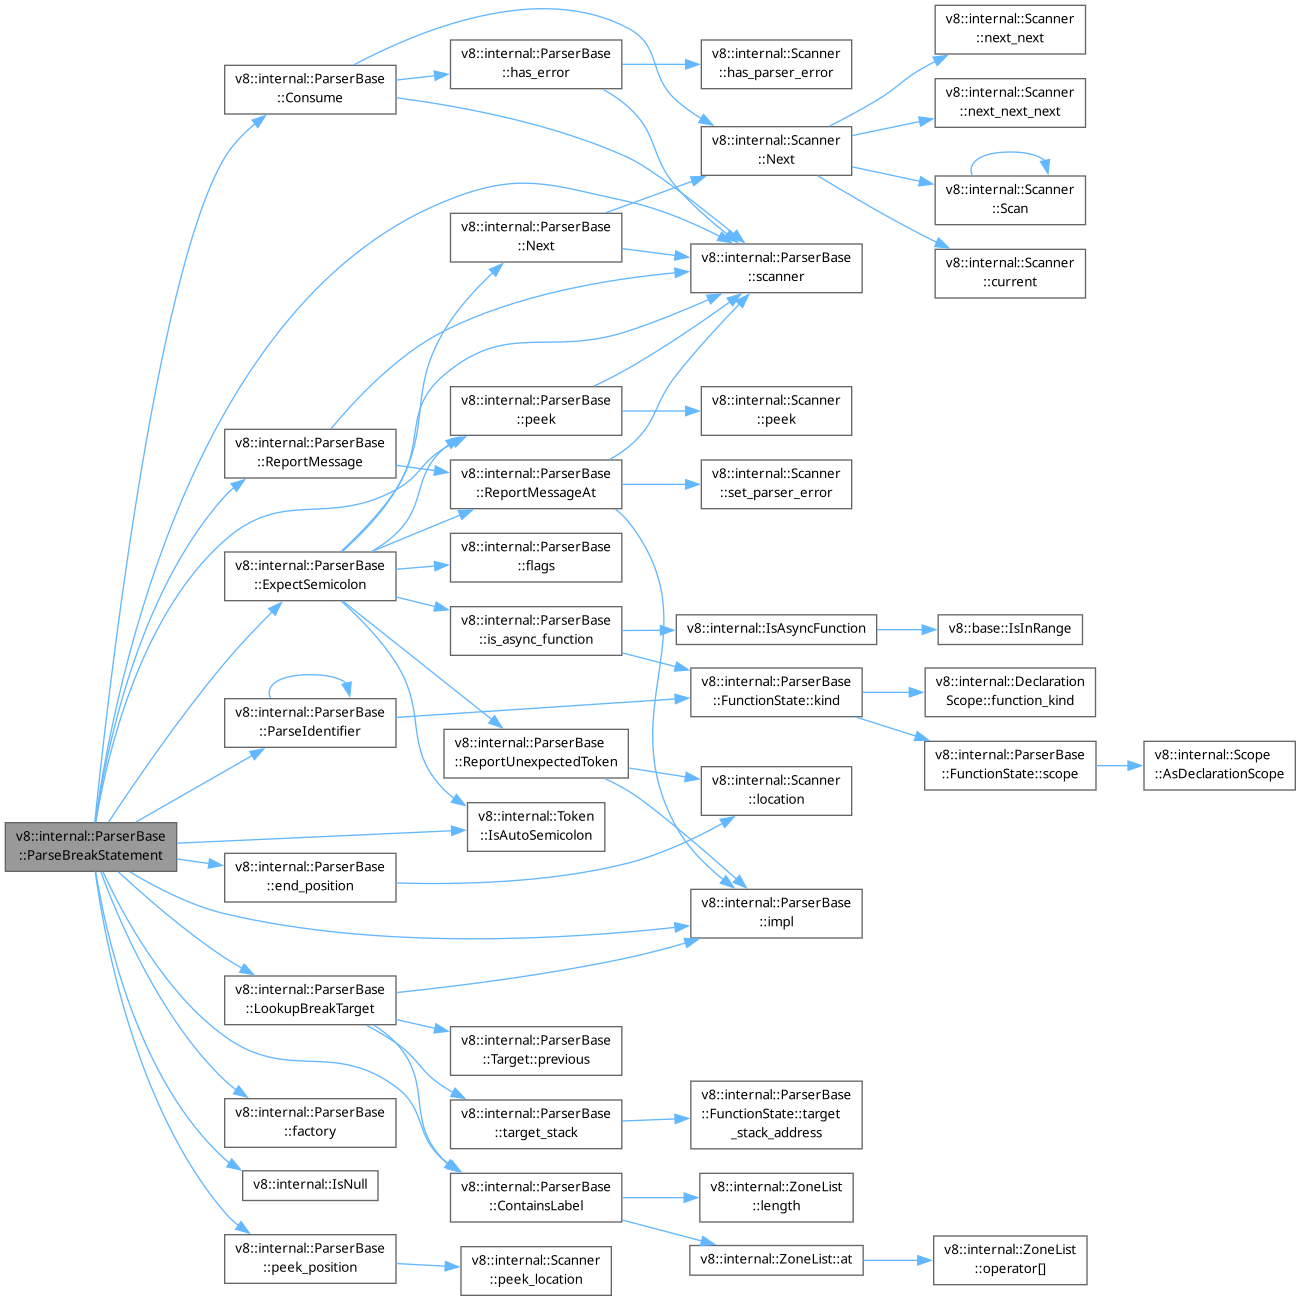 v8::internal::ParserBase
::ParseBreakStatement
v8::internal::ParserBase
::Consume
v8::internal::ParserBase
::has_error
v8::internal::Scanner
::has_parser_error
v8::internal::Scanner
::Next
v8::internal::Scanner
::next_next
v8::internal::Scanner
::next_next_next
v8::internal::Scanner
::Scan
v8::internal::Scanner
::current
v8::internal::ParserBase
::Next
v8::internal::ParserBase
::scanner
v8::internal::ParserBase
::ReportMessage
v8::internal::ParserBase
::peek
v8::internal::Scanner
::peek
v8::internal::ParserBase
::ReportMessageAt
v8::internal::Scanner
::set_parser_error
v8::internal::ParserBase
::ExpectSemicolon
v8::internal::ParserBase
::flags
v8::internal::ParserBase
::is_async_function
v8::internal::IsAsyncFunction
v8::base::IsInRange
v8::internal::ParserBase
::ParseIdentifier
v8::internal::ParserBase
::FunctionState::kind
v8::internal::Declaration
Scope::function_kind
v8::internal::ParserBase
::FunctionState::scope
v8::internal::Scope
::AsDeclarationScope
v8::internal::ParserBase
::ReportUnexpectedToken
v8::internal::Scanner
::location
v8::internal::Token
::IsAutoSemicolon
v8::internal::ParserBase
::end_position
v8::internal::ParserBase
::impl
v8::internal::ParserBase
::LookupBreakTarget
v8::internal::ParserBase
::Target::previous
v8::internal::ParserBase
::target_stack
v8::internal::ParserBase
::FunctionState::target
_stack_address
v8::internal::ParserBase
::factory
v8::internal::IsNull
v8::internal::ParserBase
::ContainsLabel
v8::internal::ZoneList
::length
v8::internal::ZoneList::at
v8::internal::ZoneList
::operator[]
v8::internal::ParserBase
::peek_position
v8::internal::Scanner
::peek_location